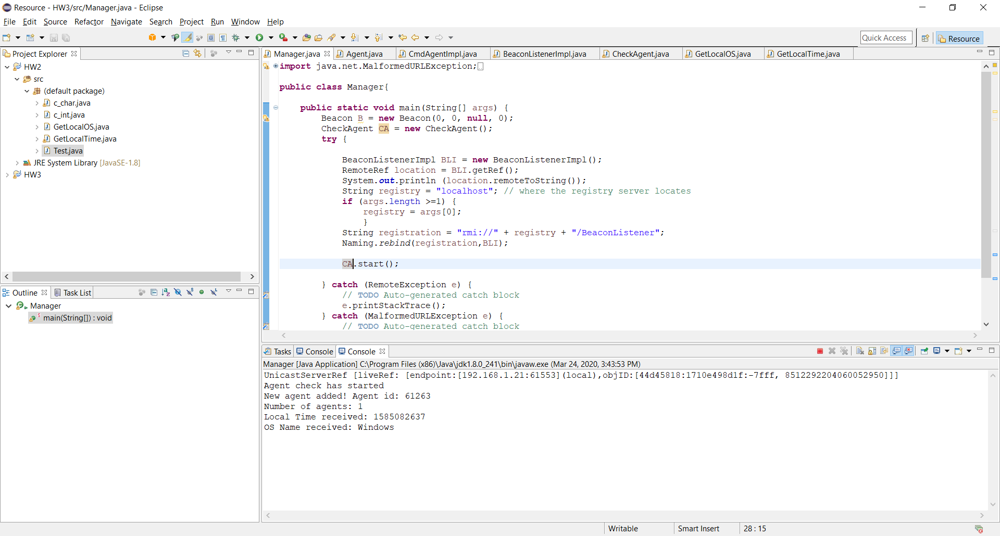 Resource - HW3/src/Manager.java - Eclipse
File Edit Source Refactor Navigate Search Project Run Window Help
Quick Access
Resource
Project Explorer
HW2
src
(default package)
c_char.java
c_int.java
GetLocalOS.java
GetLocalTime.java
Test.java
JRE System Library [JavaSE-1.8]
HW3
Outline Task List
Manager
main(String[]) : void
Manager.java Agent.java CmdAgentImpl.java BeaconListenerImpl.java CheckAgent.java GetLocalOS.java GetLocalTime.java
import java.net.MalformedURLException;
public class Manager{
public static void main(String[] args) {
Beacon B = new Beacon(0, 0, null, 0);
CheckAgent CA = new CheckAgent();
try {
BeaconListenerImpl BLI = new BeaconListenerImpl();
RemoteRef location = BLI.getRef();
System.out.println (location.remoteToString());
String registry = "localhost"; // where the registry server locates
if (args.length >=1) {
registry = args[0];
}
String registration = "rmi://" + registry + "/BeaconListener";
Naming.rebind(registration,BLI);
CA.start();
} catch (RemoteException e) {
// TODO Auto-generated catch block
e.printStackTrace();
} catch (MalformedURLException e) {
// TODO Auto-generated catch block
Tasks Console Console
Manager [Java Application] C:\Program Files (x86)\Java\jdk1.8.0_241\bin\javaw.exe (Mar 24, 2020, 3:43:53 PM)
UnicastServerRef [liveRef: [endpoint:[192.168.1.21:61553](local),objID:[44d45818:1710e498d1f:-7fff, 8512292204060052950]]]
Agent check has started
New agent added! Agent id: 61263
Number of agents: 1
Local Time received: 1585082637
OS Name received: Windows
Writable Smart Insert 28 : 15